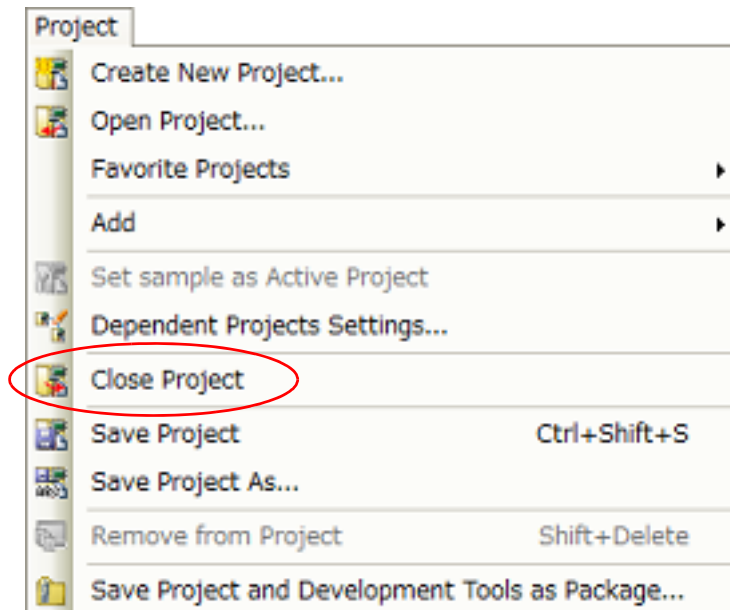 Project
Create New Project...
Open Project...
Favorite Projects
Add
Set sample as Active Project
Dependent Projects Settings...
Close Project
Save Project Ctrl+Shift+S
Save Project As...
Remove from Project Shift+Delete
Save Project and Development Tools as Package...